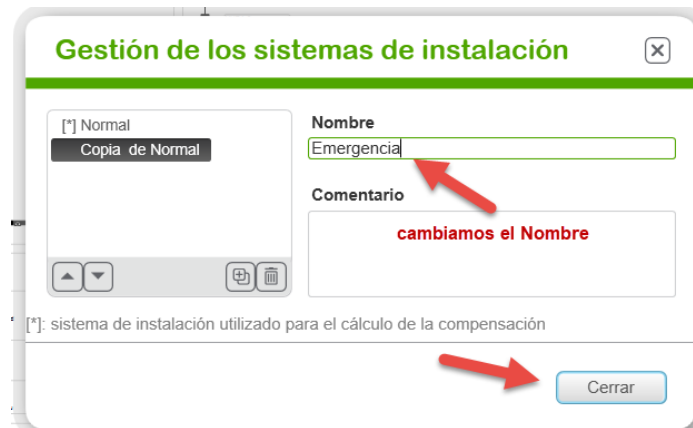 Gestión de los sistemas de instalación
[*] Normal
Copia de Normal
Nombre
Emergencia
Comentario
cambiamos el Nombre
[*]: sistema de instalación utilizado para el cálculo de la compensación
Cerrar